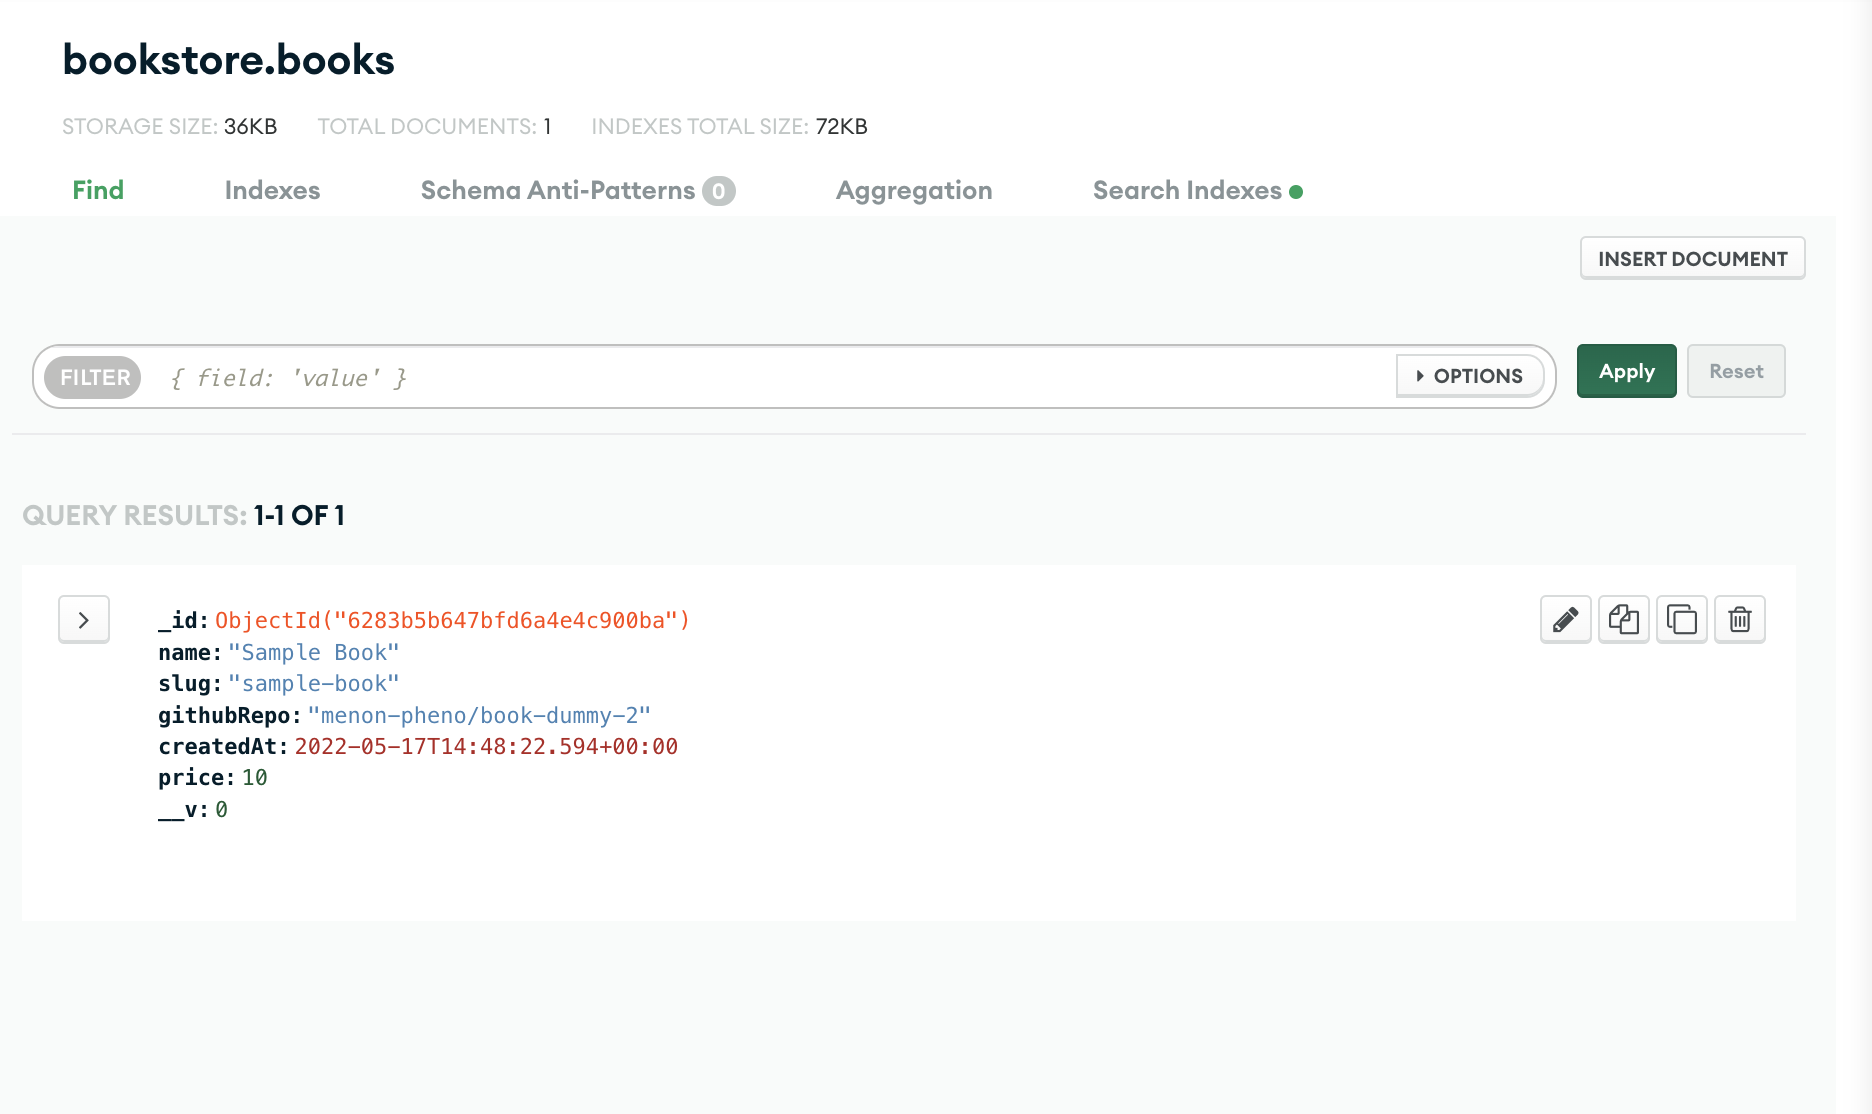 bookstore.books
STORAGE SIZE: 36KB TOTAL DOCUMENTS: 1 INDEXES TOTAL SIZE: 72KB
Find Indexes Schema Anti-Patterns 0 Aggregation Search Indexes
INSERT DOCUMENT
FILTER { field: 'value' } OPTIONS Apply Reset
QUERY RESULTS: 1-1 OF 1
_id: ObjectId("6283b5b647bfd6a4e4c900ba")
name: "Sample Book"
slug: "sample-book"
githubRepo: "menon-pheno/book-dummy-2"
createdAt: 2022-05-17T14:48:22.594+00:00
price: 10
__v: 0